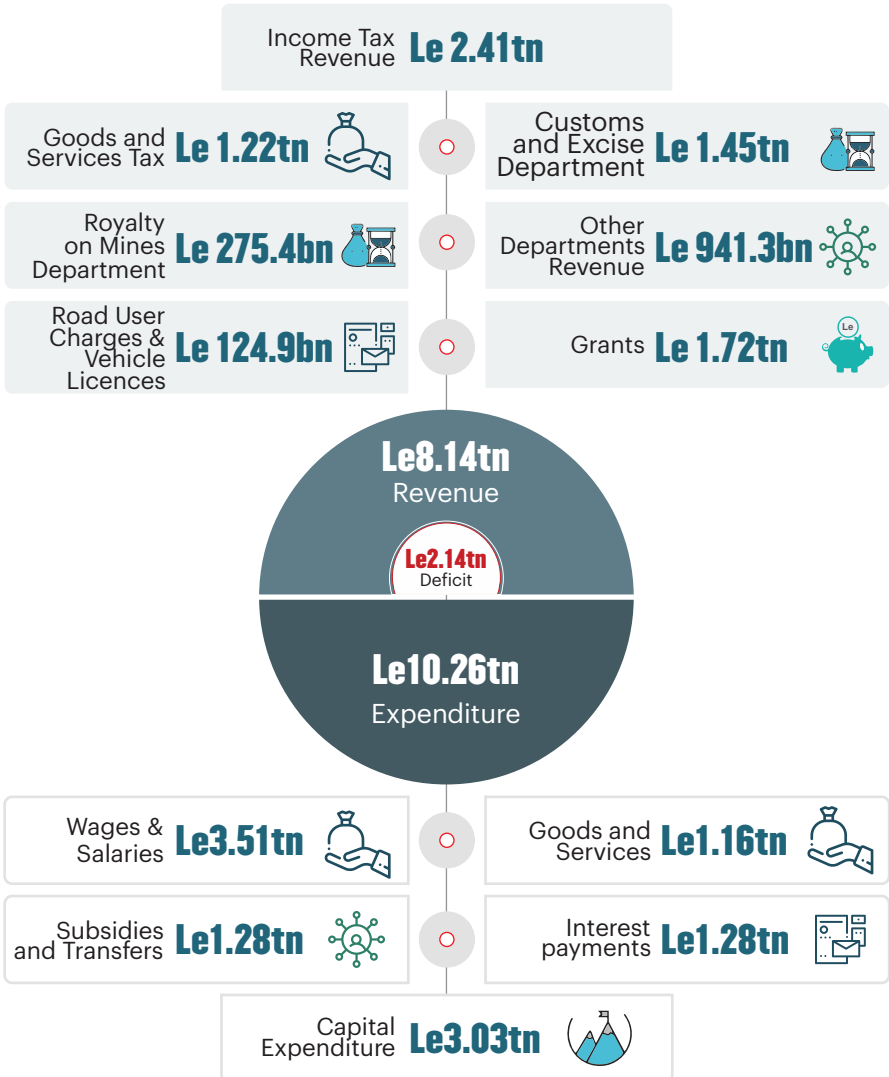 Income Tax
Revenue
Le 2.41tn
Goods and
Services Tax
Le 1.22tn
Customs
and Excise
Department
Le 1.45tn
Royalty
on Mines
Department
Le 275.4bn
Other
Departments
Revenue
Le 941.3bn
Road User
Charges &
Vehicle
Licences
Le 124.9bn
Grants
Le 1.72tn
Le
Le8.14tn
Revenue
Le2.14tn
Deficit
Le10.26tn
Expenditure
Wages &
Salaries
Le3.51tn
Goods and
Services
Le1.16tn
Subsidies
and Transfers
Le1.28tn
Interest
payments
Le1.28tn
Capital
Expenditure
Le3.03tn